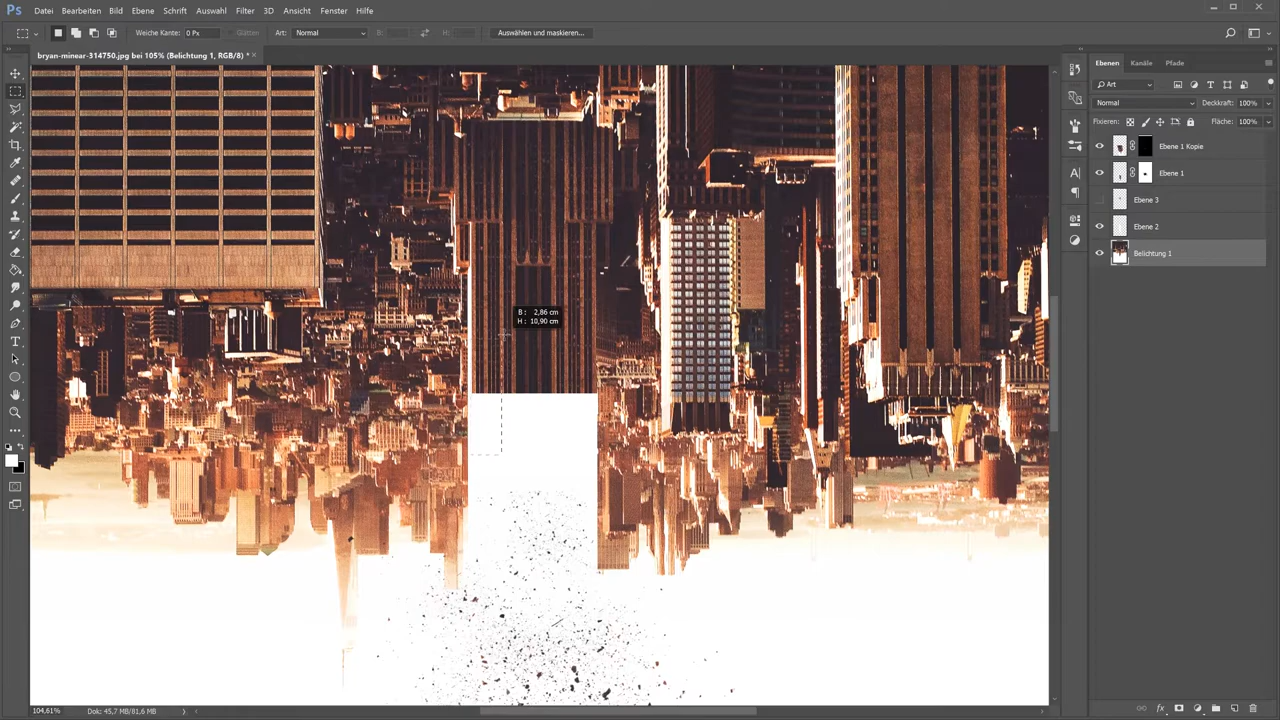 Ps Datei Bearbeiten Bild Ebene Schrift Auswahl Filter 3D Ansicht Fenster Hilfe
Weiche Kante: 0 Px Glätten Art: Normal B: H: Auswählen und maskieren...
bryan-minear-314750.jpg bei 105% (Belichtung 1, RGB/8) * ×
Ebenen Kanäle Pfade
Art
Normal Deckkraft: 100%
Fixieren: Fläche: 100%
Ebene 1 Kopie
Ebene 1
Ebene 3
Ebene 2
Belichtung 1
B: 2,86 cm
H: 10,90 cm
104,61% Dok: 45,7 MB/81,6 MB